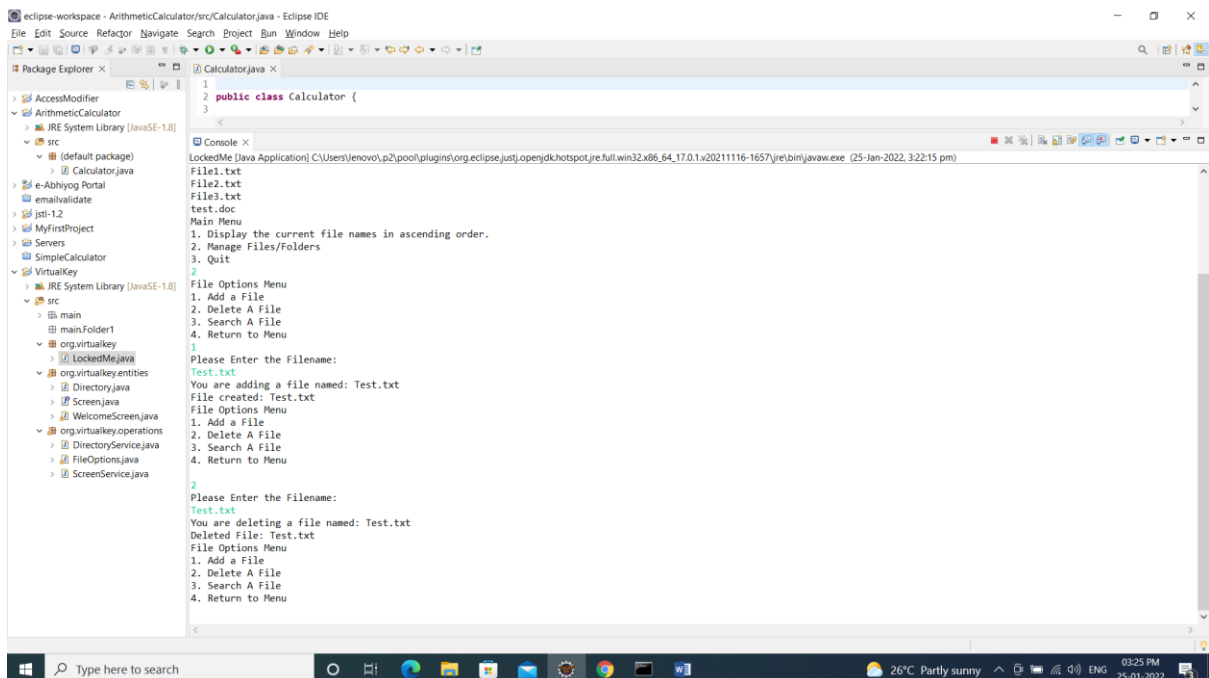 eclipse-workspace - ArithmeticCalculator/src/Calculator.java - Eclipse IDE
File Edit Source Refactor Navigate Search Project Run Window Help
Package Explorer
AccessModifier
ArithmeticCalculator
JRE System Library [JavaSE-1.8]
src
(default package)
Calculator.java
e-Abhiyog Portal
emailvalidate
jstl-1.2
MyFirstProject
Servers
SimpleCalculator
VirtualKey
JRE System Library [JavaSE-1.8]
src
main
main.Folder1
org.virtualkey
LockedMe.java
org.virtualkey.entities
Directory.java
Screen.java
WelcomeScreen.java
org.virtualkey.operations
DirectoryService.java
FileOptions.java
ScreenService.java
Calculator.java
1
2 public class Calculator {
3
Console
LockedMe [Java Application] C:\Users\lenovo\.p2\pool\plugins\org.eclipse.justj.openjdk.hotspot.jre.full.win32.x86_64_17.0.1.v20211116-1657\jre\bin\javaw.exe (25-Jan-2022, 3:22:15 pm)
File1.txt
File2.txt
File3.txt
test.doc
Main Menu
1. Display the current file names in ascending order.
2. Manage Files/Folders
3. Quit
2
File Options Menu
1. Add a File
2. Delete A File
3. Search A File
4. Return to Menu
1
Please Enter the Filename:
Test.txt
You are adding a file named: Test.txt
File created: Test.txt
File Options Menu
1. Add a File
2. Delete A File
3. Search A File
4. Return to Menu
2
Please Enter the Filename:
Test.txt
You are deleting a file named: Test.txt
Deleted File: Test.txt
File Options Menu
1. Add a File
2. Delete A File
3. Search A File
4. Return to Menu
Type here to search
26°C Partly sunny
ENG
03:25 PM
25-01-2022